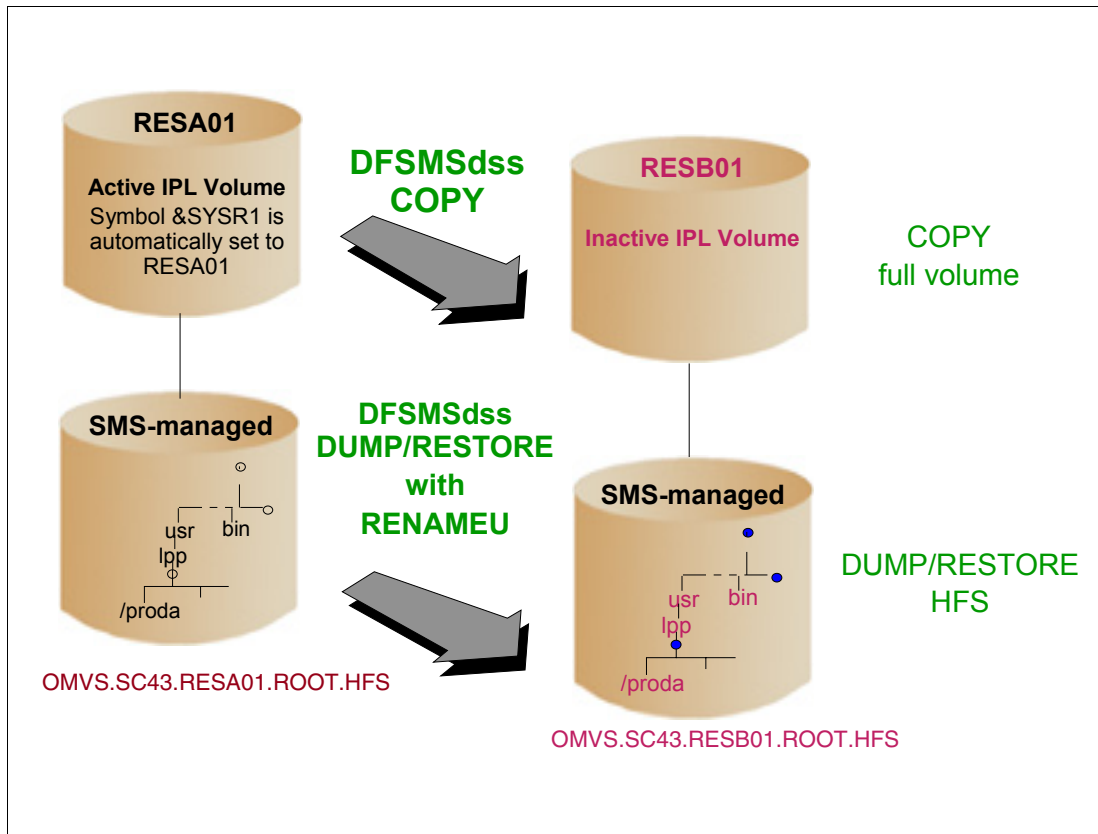 RESA01
Active IPL Volume
Symbol &SYSR1 is
automatically set to
RESA01
DFSMSdss
COPY
RESB01
Inactive IPL Volume
COPY
full volume
SMS-managed
usr
bin
lpp
/proda
OMVS.SC43.RESA01.ROOT.HFS
DFSMSdss
DUMP/RESTORE
with
RENAMEU
SMS-managed
usr
bin
lpp
/proda
OMVS.SC43.RESB01.ROOT.HFS
DUMP/RESTORE
HFS